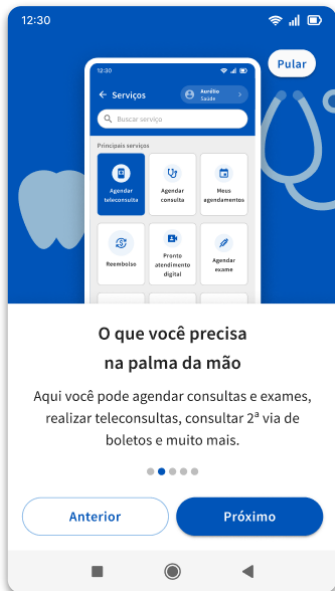 12:30
Pular
12:30
Serviços
Aurélio
Saúde
Buscar serviço
Principais serviços
Agendar
teleconsulta
Agendar
consulta
Meus
agendamentos
Reembolso
Pronto
atendimento
digital
Agendar
exame
O que você precisa
na palma da mão
Aqui você pode agendar consultas e exames,
realizar teleconsultas, consultar 2ª via de
boletos e muito mais.
Anterior
Próximo